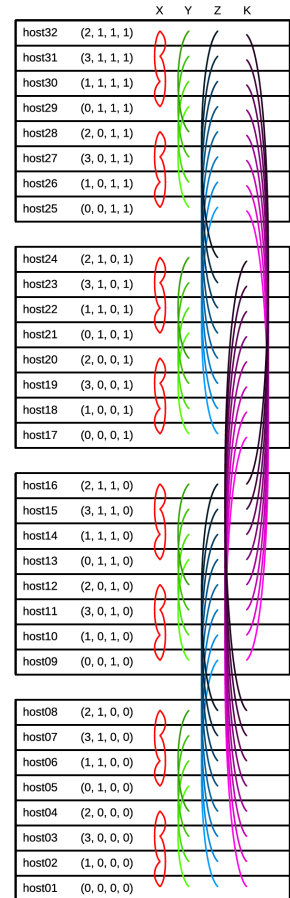 X Y Z K
host32 (2, 1, 1, 1)
host31 (3, 1, 1, 1)
host30 (1, 1, 1, 1)
host29 (0, 1, 1, 1)
host28 (2, 0, 1, 1)
host27 (3, 0, 1, 1)
host26 (1, 0, 1, 1)
host25 (0, 0, 1, 1)
host24 (2, 1, 0, 1)
host23 (3, 1, 0, 1)
host22 (1, 1, 0, 1)
host21 (0, 1, 0, 1)
host20 (2, 0, 0, 1)
host19 (3, 0, 0, 1)
host18 (1, 0, 0, 1)
host17 (0, 0, 0, 1)
host16 (2, 1, 1, 0)
host15 (3, 1, 1, 0)
host14 (1, 1, 1, 0)
host13 (0, 1, 1, 0)
host12 (2, 0, 1, 0)
host11 (3, 0, 1, 0)
host10 (1, 0, 1, 0)
host09 (0, 0, 1, 0)
host08 (2, 1, 0, 0)
host07 (3, 1, 0, 0)
host06 (1, 1, 0, 0)
host05 (0, 1, 0, 0)
host04 (2, 0, 0, 0)
host03 (3, 0, 0, 0)
host02 (1, 0, 0, 0)
host01 (0, 0, 0, 0)